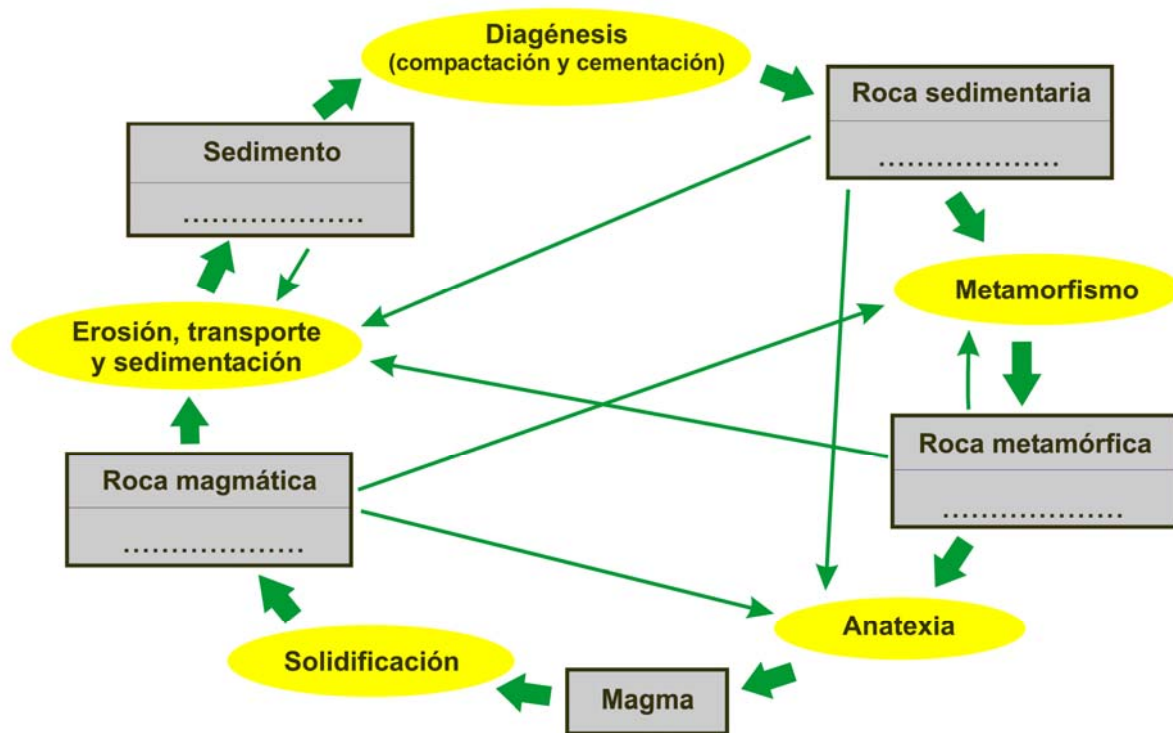 Diagénesis
(compactación y cementación)
Roca sedimentaria
...................
Sedimento
...................
Metamorfismo
Erosión, transporte
y sedimentación
Roca metamórfica
...................
Roca magmática
...................
Anatexia
Solidificación
Magma